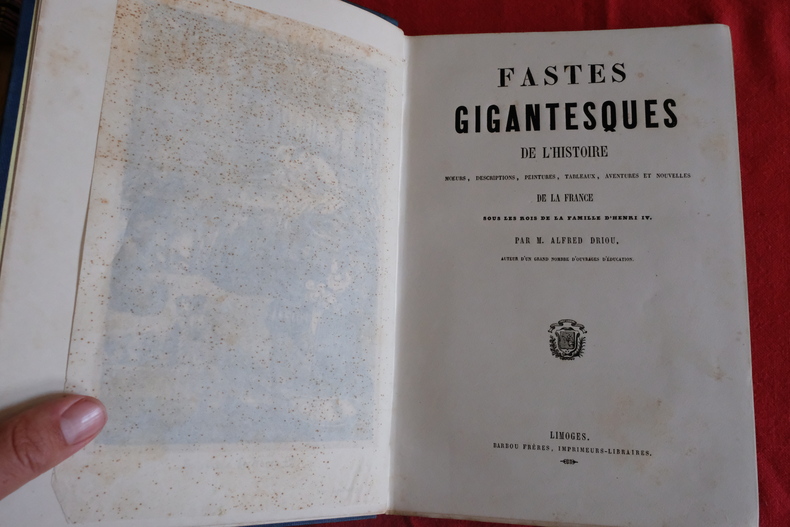 FASTES
GIGANTESQUES
DE L'HISTOIRE
MŒURS, DESCRIPTIONS, PEINTURES, TABLEAUX, AVENTURES ET NOUVELLES
DE LA FRANCE
SOUS LES ROIS DE LA FAMILLE D'HENRI IV.
PAR M. ALFRED DRIOU,
AUTEUR D'UN GRAND NOMBRE D'OUVRAGES D'ÉDUCATION.
LIMOGES.
BARBOU FRÈRES, IMPRIMEURS-LIBRAIRES.